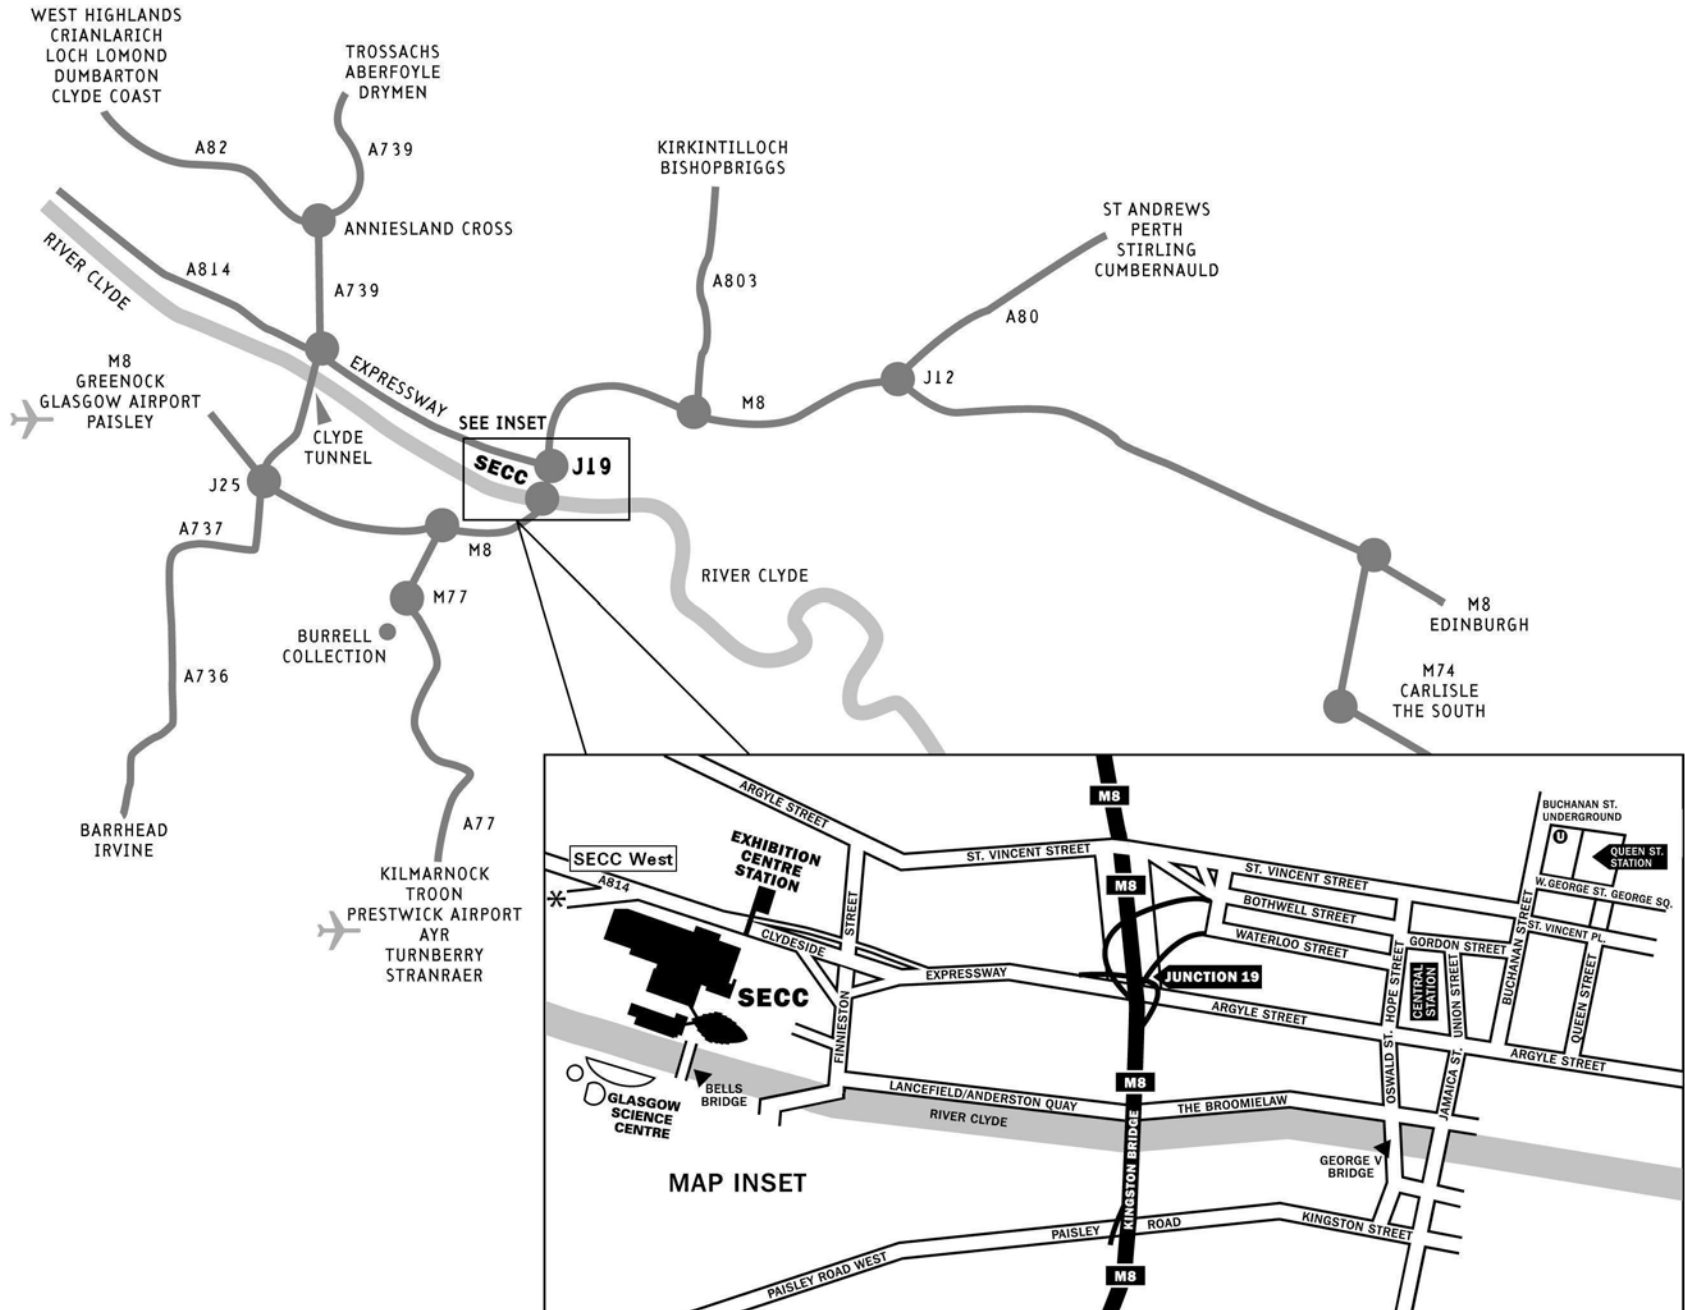 WEST HIGHLANDS
CRIANLARICH
LOCH LOMOND
DUMBARTON
CLYDE COAST
TROSSACHS
ABERFOYLE
DRYMEN
A82
A739
KIRKINTILLOCH
BISHOPBRIGGS
ANNIESLAND CROSS
ST ANDREWS
PERTH
STIRLING
CUMBERNAULD
RIVER CLYDE
A814
A739
A803
A80
M8
GREENOCK
GLASGOW AIRPORT
PAISLEY
EXPRESSWAY
CLYDE
TUNNEL
SEE INSET
SECC
J19
M8
J12
J25
A737
M8
M77
RIVER CLYDE
BURRELL
COLLECTION
A736
M8
EDINBURGH
M74
CARLISLE
THE SOUTH
BARRHEAD
IRVINE
A77
KILMARNOCK
TROON
PRESTWICK AIRPORT
AYR
TURNBERRY
STRANRAER
ARGYLE STREET
M8
BUCHANAN ST.
UNDERGROUND
U
QUEEN ST.
STATION
SECC West
A814
EXHIBITION
CENTRE
STATION
ST. VINCENT STREET
M8
ST. VINCENT STREET
W. GEORGE ST. GEORGE SQ.
BOTHWELL STREET
WATERLOO STREET
GORDON STREET
ST. VINCENT PL.
CLYDESIDE
EXPRESSWAY
FINNIESTON
STREET
SECC
JUNCTION 19
HOPE STREET
CENTRAL
STATION
UNION STREET
BUCHANAN STREET
QUEEN STREET
ARGYLE STREET
ARGYLE STREET
BELLS
BRIDGE
GLASGOW
SCIENCE
CENTRE
LANCEFIELD/ANDERSTON QUAY
M8
THE BROOMIELAW
OSWALD ST.
JAMAICA ST.
RIVER CLYDE
KINGSTON BRIDGE
GEORGE V
BRIDGE
MAP INSET
PAISLEY ROAD WEST
PAISLEY
ROAD
KINGSTON STREET
M8